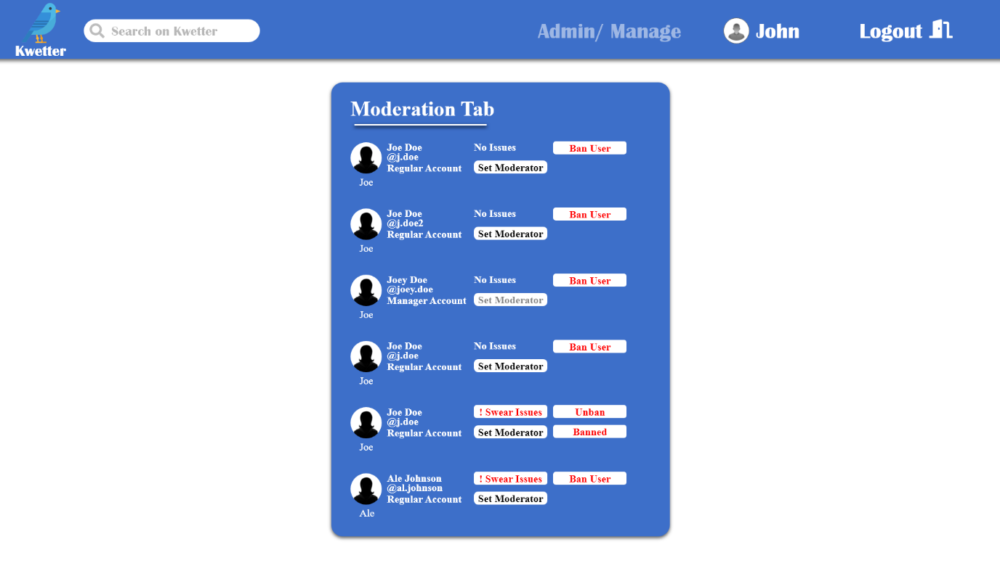 Kwetter
Search on Kwetter
Admin/ Manage
John
Logout
Moderation Tab
Joe Doe
@j.doe
Regular Account
Joe
No Issues
Set Moderator
Ban User
Joe Doe
@j.doe2
Regular Account
Joe
No Issues
Set Moderator
Ban User
Joey Doe
@joey.doe
Manager Account
Joe
No Issues
Set Moderator
Ban User
Joe Doe
@j.doe
Regular Account
Joe
No Issues
Set Moderator
Ban User
Joe Doe
@j.doe
Regular Account
Joe
! Swear Issues
Set Moderator
Unban
Banned
Ale Johnson
@al.johnson
Regular Account
Ale
! Swear Issues
Set Moderator
Ban User